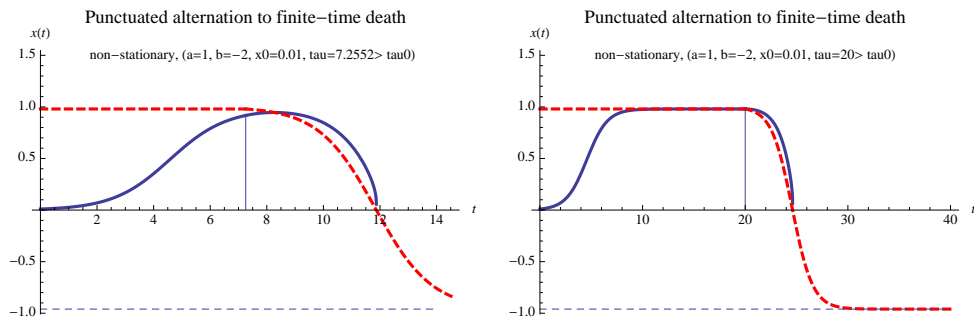 Punctuated alternation to finite-time death
x(t)
non-stationary, (a=1, b=-2, x0=0.01, tau=7.2552> tau0)
1.5
1.0
0.5
-0.5
-1.0
2 4 6 8 10 12 14
t
Punctuated alternation to finite-time death
x(t)
non-stationary, (a=1, b=-2, x0=0.01, tau=20> tau0)
1.5
1.0
0.5
-0.5
-1.0
10 20 30 40
t